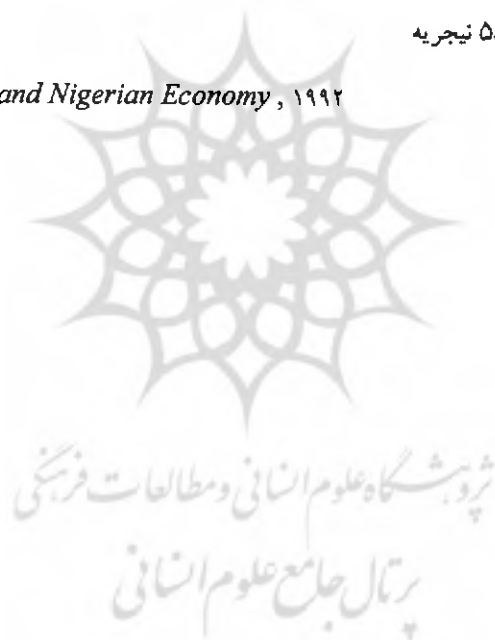 ۵ نیجریه
and Nigerian Economy , ۱۹۹۲
پژوهشگاه علوم انسانی و مطالعات فرهنگی
پرتال جامع علوم انسانی